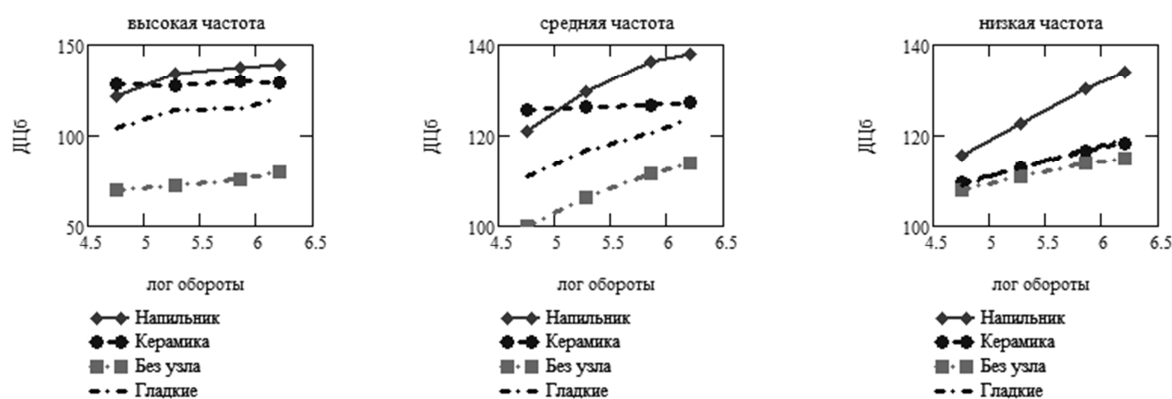 высокая частота
150
100
50
ДЦб
4.5 5 5.5 6 6.5
лог обороты
Напильник
Керамика
Без узла
Гладкие
средняя частота
140
120
100
ДЦб
4.5 5 5.5 6 6.5
лог обороты
Напильник
Керамика
Без узла
Гладкие
низкая частота
140
120
100
ДЦб
4.5 5 5.5 6 6.5
лог обороты
Напильник
Керамика
Без узла
Гладкие